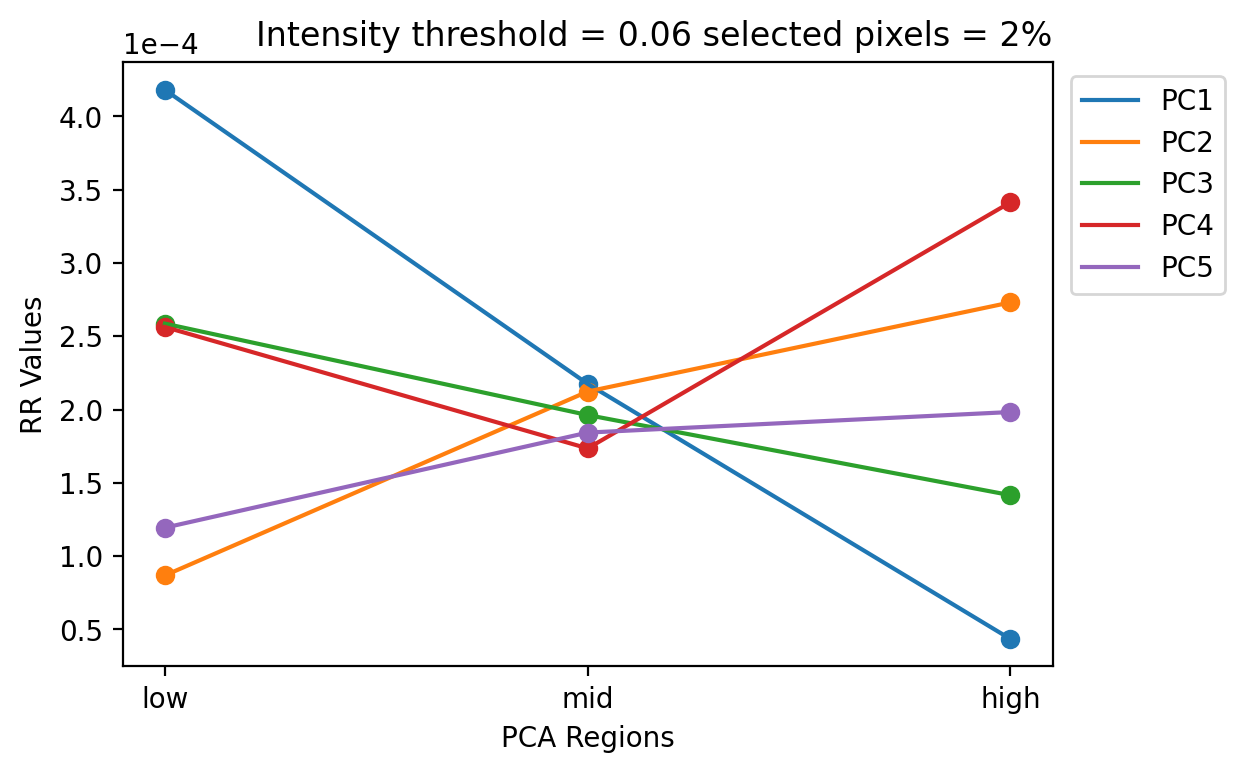 Intensity threshold = 0.06 selected pixels = 2%
1e−4
4.0
3.5
3.0
2.5
2.0
1.5
1.0
0.5
RR Values
low
mid
high
PCA Regions
PC1
PC2
PC3
PC4
PC5